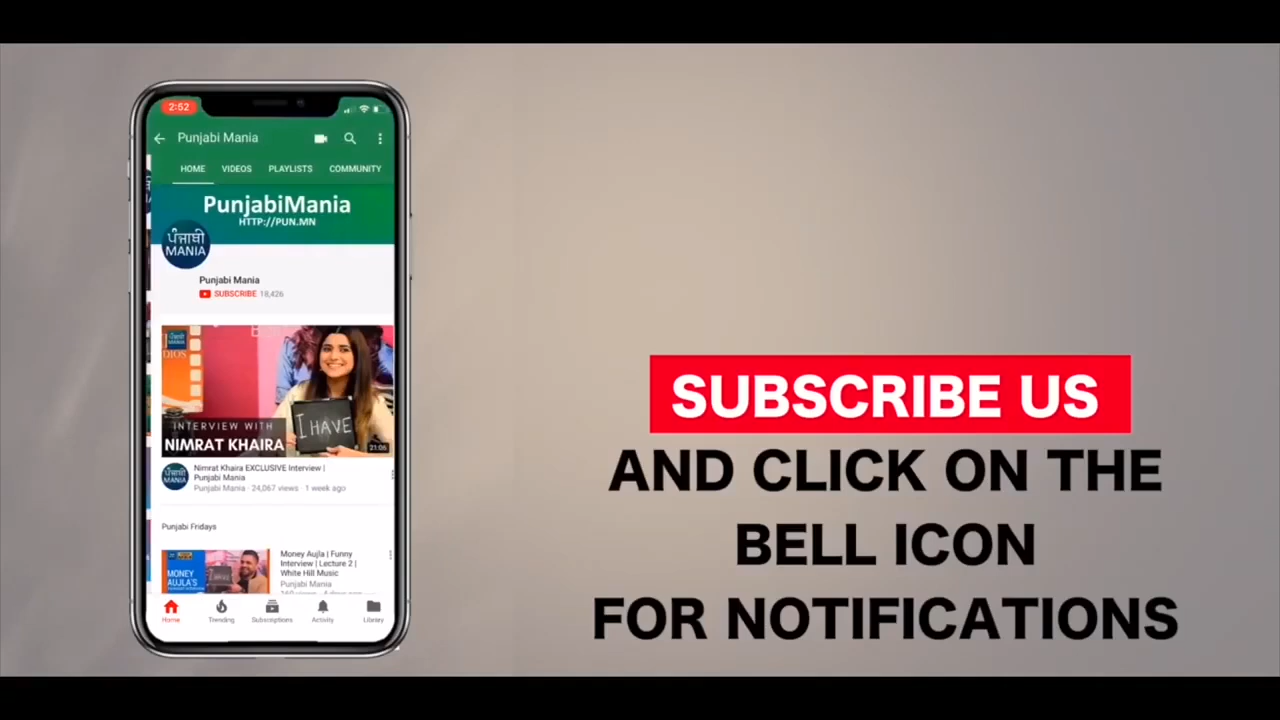 2:52
Punjabi Mania
HOME VIDEOS PLAYLISTS COMMUNITY
PunjabiMania
HTTP://PUN.MN
ਪੰਜਾਬੀ
MANIA
Punjabi Mania
SUBSCRIBE 18,426
INTERVIEW WITH
NIMRAT KHAIRA
I HAVE
21:05
Nimrat Khaira EXCLUSIVE Interview |
Punjabi Mania
Punjabi Mania · 24,067 views · 1 week ago
Punjabi Fridays
MONEY
AUJLA'S
Money Aujla | Funny
Interview | Lecture 2 |
White Hill Music
Punjabi Mania
Home Trending Subscriptions Activity Library
SUBSCRIBE US
AND CLICK ON THE
BELL ICON
FOR NOTIFICATIONS